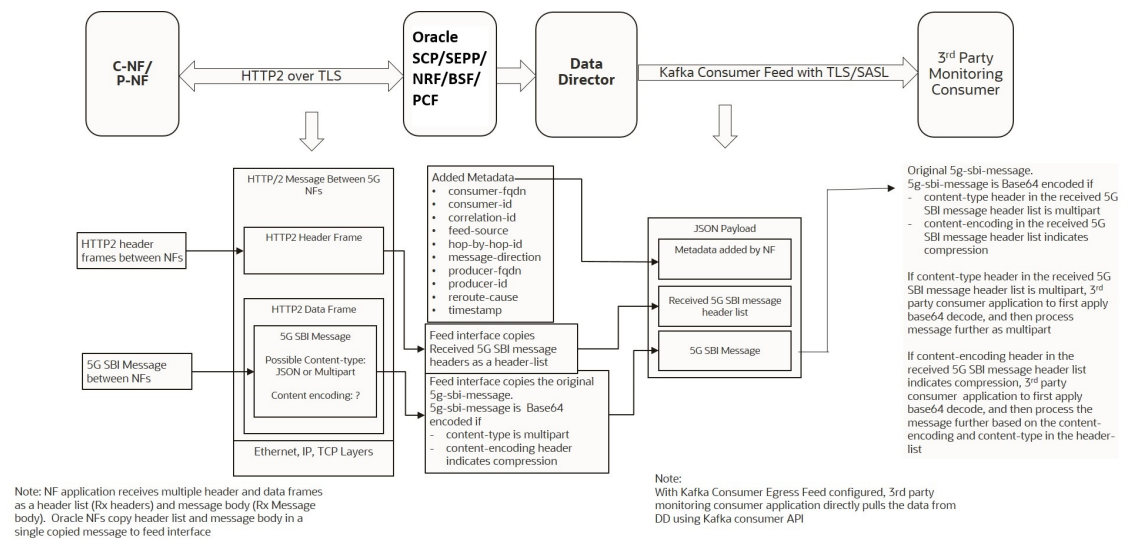 C-NF/
P-NF
HTTP2 over TLS
Oracle
SCP/SEPP/
NRF/BSF/
PCF
Data
Director
Kafka Consumer Feed with TLS/SASL
3rd Party
Monitoring
Consumer
HTTP2 header
frames between NFs
5G SBI Message
between NFs
HTTP/2 Message Between 5G
NFs
HTTP2 Header Frame
HTTP2 Data Frame
5G SBI Message
Possible Content-type:
JSON or Multipart
Content encoding: ?
Ethernet, IP, TCP Layers
Added Metadata
• consumer-fqdn
• consumer-id
• correlation-id
• feed-source
• hop-by-hop-id
• message-direction
• producer-fqdn
• producer-id
• reroute-cause
• timestamp
Feed interface copies
Received 5G SBI message
headers as a header-list
Feed interface copies the original
5g-sbi-message.
5g-sbi-message is Base64
encoded if
- content-type is multipart
- content-encoding header
indicates compression
JSON Payload
Metadata added by NF
Received 5G SBI message
header list
5G SBI Message
Original 5g-sbi-message.
5g-sbi-message is Base64 encoded if
- content-type header in the received 5G
SBI message header list is multipart
- content-encoding in the received 5G
SBI message header list indicates
compression
If content-type header in the received 5G
SBI message header list is multipart, 3rd
party consumer application to first apply
base64 decode, and then process
message further as multipart
If content-encoding header in the
received 5G SBI message header list
indicates compression, 3rd party
consumer application to first apply
base64 decode, and then process the
message further based on the content-
encoding and content-type in the header-
list
Note: NF application receives multiple header and data frames
as a header list (Rx headers) and message body (Rx Message
body). Oracle NFs copy header list and message body in a
single copied message to feed interface
Note:
With Kafka Consumer Egress Feed configured, 3rd party
monitoring consumer application directly pulls the data from
DD using Kafka consumer API